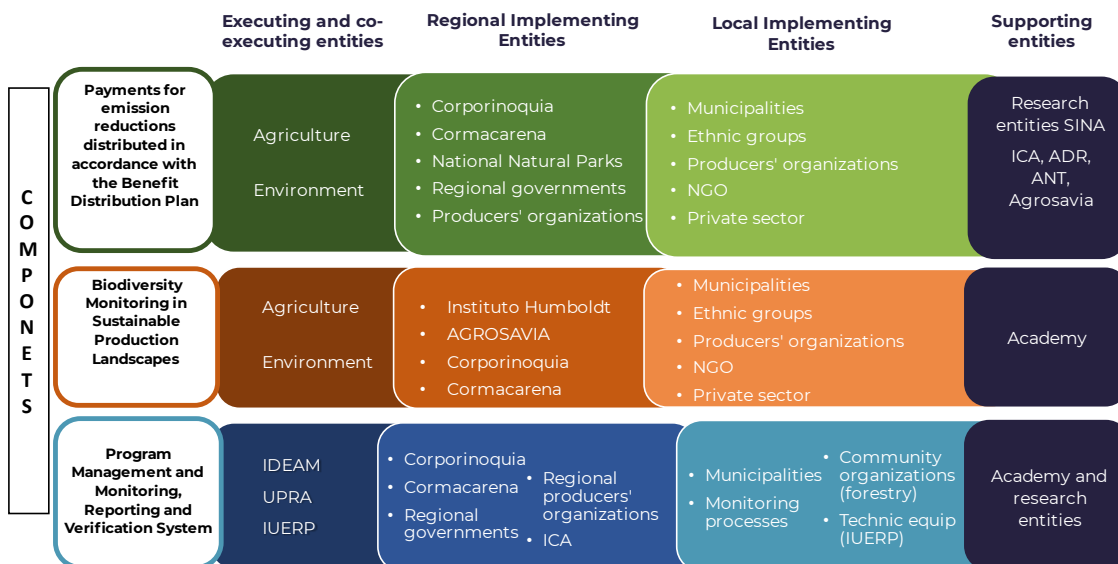 Executing and co-
executing entities
Regional Implementing
Entities
Local Implementing
Entities
Supporting
entities
COMPONETS
Payments for
emission
reductions
distributed in
accordance with
the Benefit
Distribution Plan
Agriculture
Environment
• Corporinoquia
• Cormacarena
• National Natural Parks
• Regional governments
• Producers' organizations
• Municipalities
• Ethnic groups
• Producers' organizations
• NGO
• Private sector
Research
entities SINA
ICA, ADR,
ANT,
Agrosavia
Biodiversity
Monitoring in
Sustainable
Production
Landscapes
Agriculture
Environment
• Instituto Humboldt
• AGROSAVIA
• Corporinoquia
• Cormacarena
• Municipalities
• Ethnic groups
• Producers' organizations
• NGO
• Private sector
Academy
Program
Management and
Monitoring,
Reporting and
Verification System
IDEAM
UPRA
IUERP
• Corporinoquia
• Cormacarena
• Regional
governments
• Regional
producers'
organizations
• ICA
• Municipalities
• Monitoring
processes
• Community
organizations
(forestry)
• Technic equip
(IUERP)
Academy and
research
entities